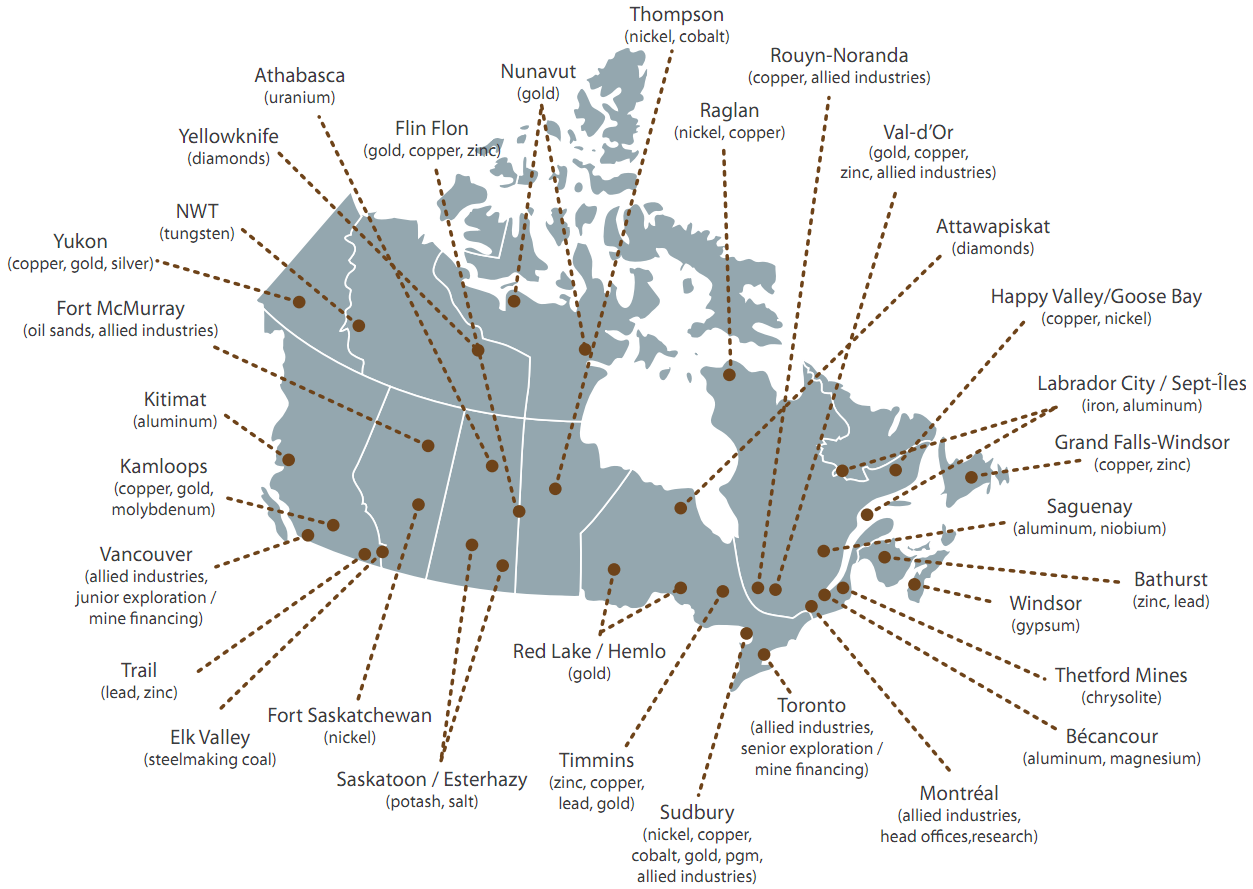 Thompson
(nickel, cobalt)
Rouyn-Noranda
(copper, allied industries)
Athabasca
(uranium)
Nunavut
(gold)
Raglan
(nickel, copper)
Yellowknife
(diamonds)
Flin Flon
(gold, copper, zinc)
Val-d’Or
(gold, copper,
zinc, allied industries)
NWT
(tungsten)
Attawapiskat
(diamonds)
Yukon
(copper, gold, silver)
Happy Valley/Goose Bay
(copper, nickel)
Fort McMurray
(oil sands, allied industries)
Labrador City / Sept-Îles
(iron, aluminum)
Kitimat
(aluminum)
Grand Falls-Windsor
(copper, zinc)
Kamloops
(copper, gold,
molybdenum)
Saguenay
(aluminum, niobium)
Vancouver
(allied industries,
junior exploration /
mine financing)
Bathurst
(zinc, lead)
Windsor
(gypsum)
Red Lake / Hemlo
(gold)
Trail
(lead, zinc)
Thetford Mines
(chrysolite)
Fort Saskatchewan
(nickel)
Toronto
(allied industries,
senior exploration /
mine financing)
Elk Valley
(steelmaking coal)
Bécancour
(aluminum, magnesium)
Saskatoon / Esterhazy
(potash, salt)
Timmins
(zinc, copper,
lead, gold)
Montréal
(allied industries,
head offices,research)
Sudbury
(nickel, copper,
cobalt, gold, pgm,
allied industries)